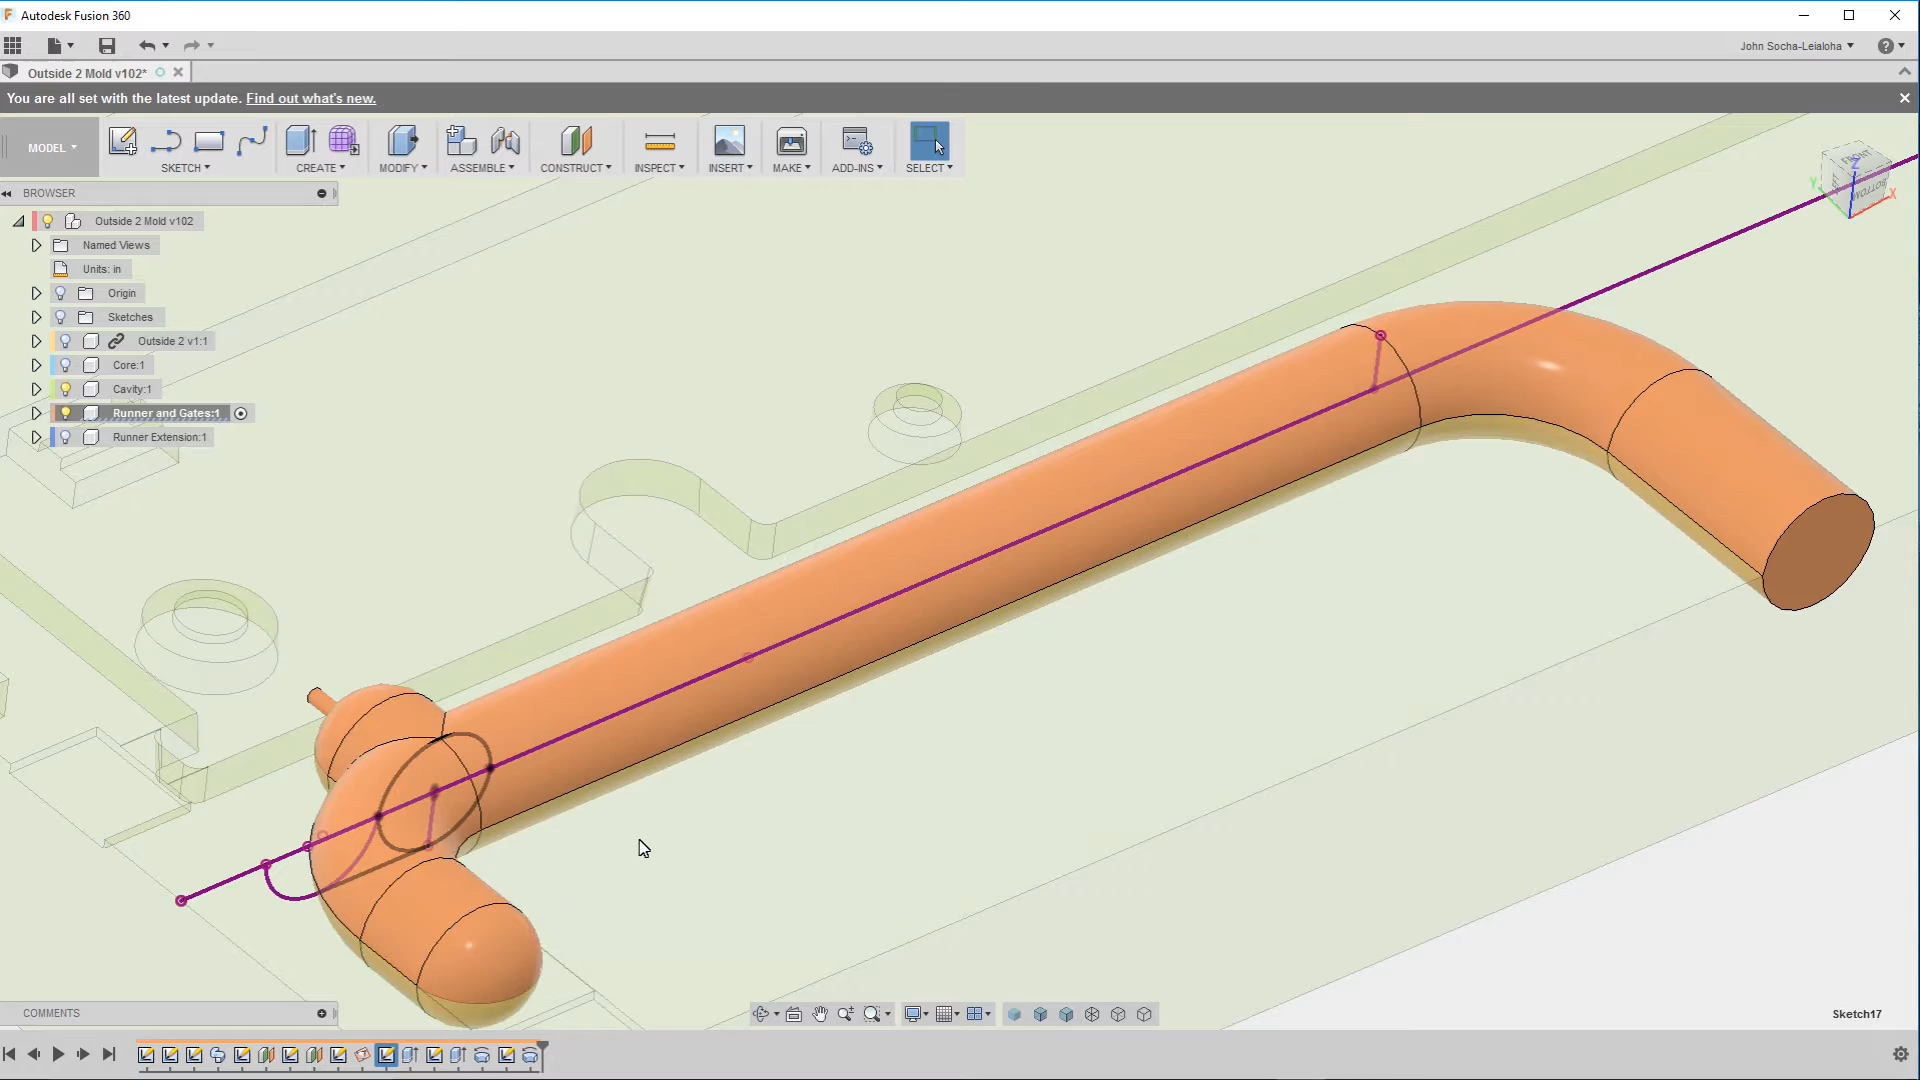 Autodesk Fusion 360
John Socha-Leialoha
Outside 2 Mold v102*
You are all set with the latest update. Find out what's new.
MODEL
SKETCH
CREATE
MODIFY
ASSEMBLE
CONSTRUCT
INSPECT
INSERT
MAKE
ADD-INS
SELECT
FRONT
BOTTOM
Z
Y
X
BROWSER
Outside 2 Mold v102
Named Views
Units: in
Origin
Sketches
Outside 2 v1:1
Core:1
Cavity:1
Runner and Gates:1
Runner Extension:1
COMMENTS
Sketch17